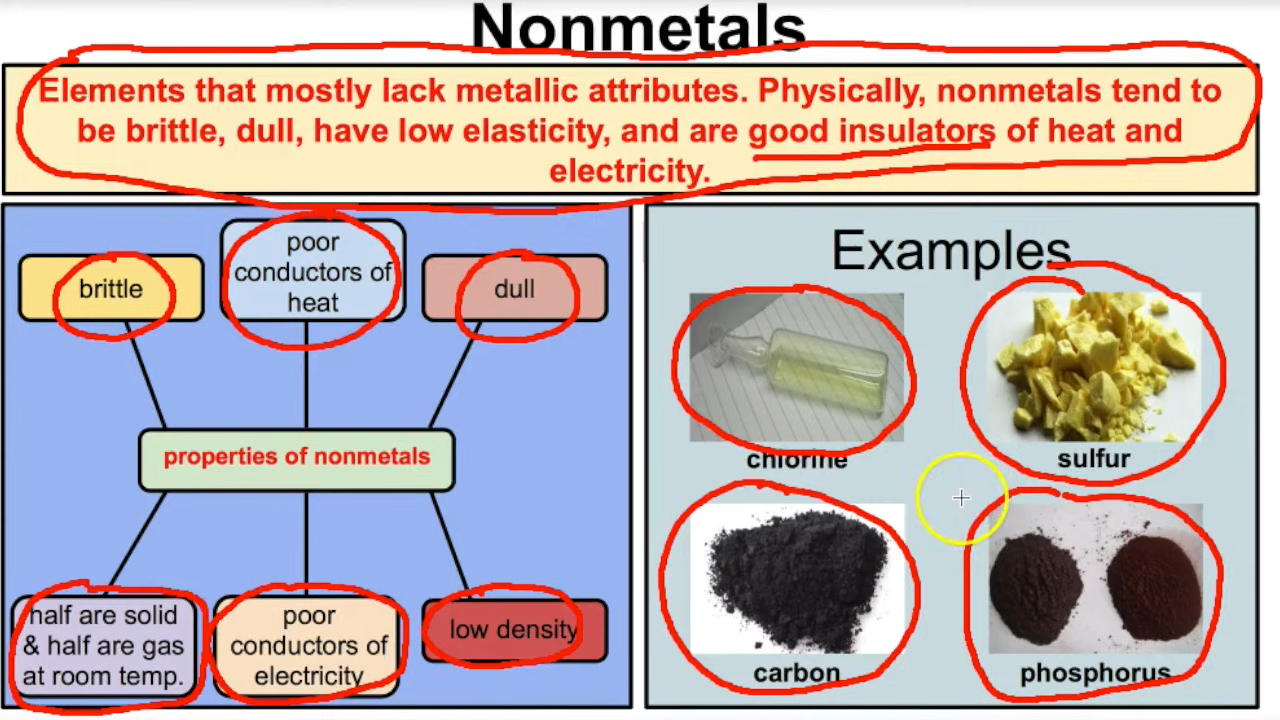 Nonmetals
Elements that mostly lack metallic attributes. Physically, nonmetals tend to
be brittle, dull, have low elasticity, and are good insulators of heat and
electricity.
brittle
poor
conductors of
heat
dull
properties of nonmetals
half are solid
& half are gas
at room temp.
poor
conductors of
electricity
low density
Examples
chlorine
sulfur
carbon
phosphorus